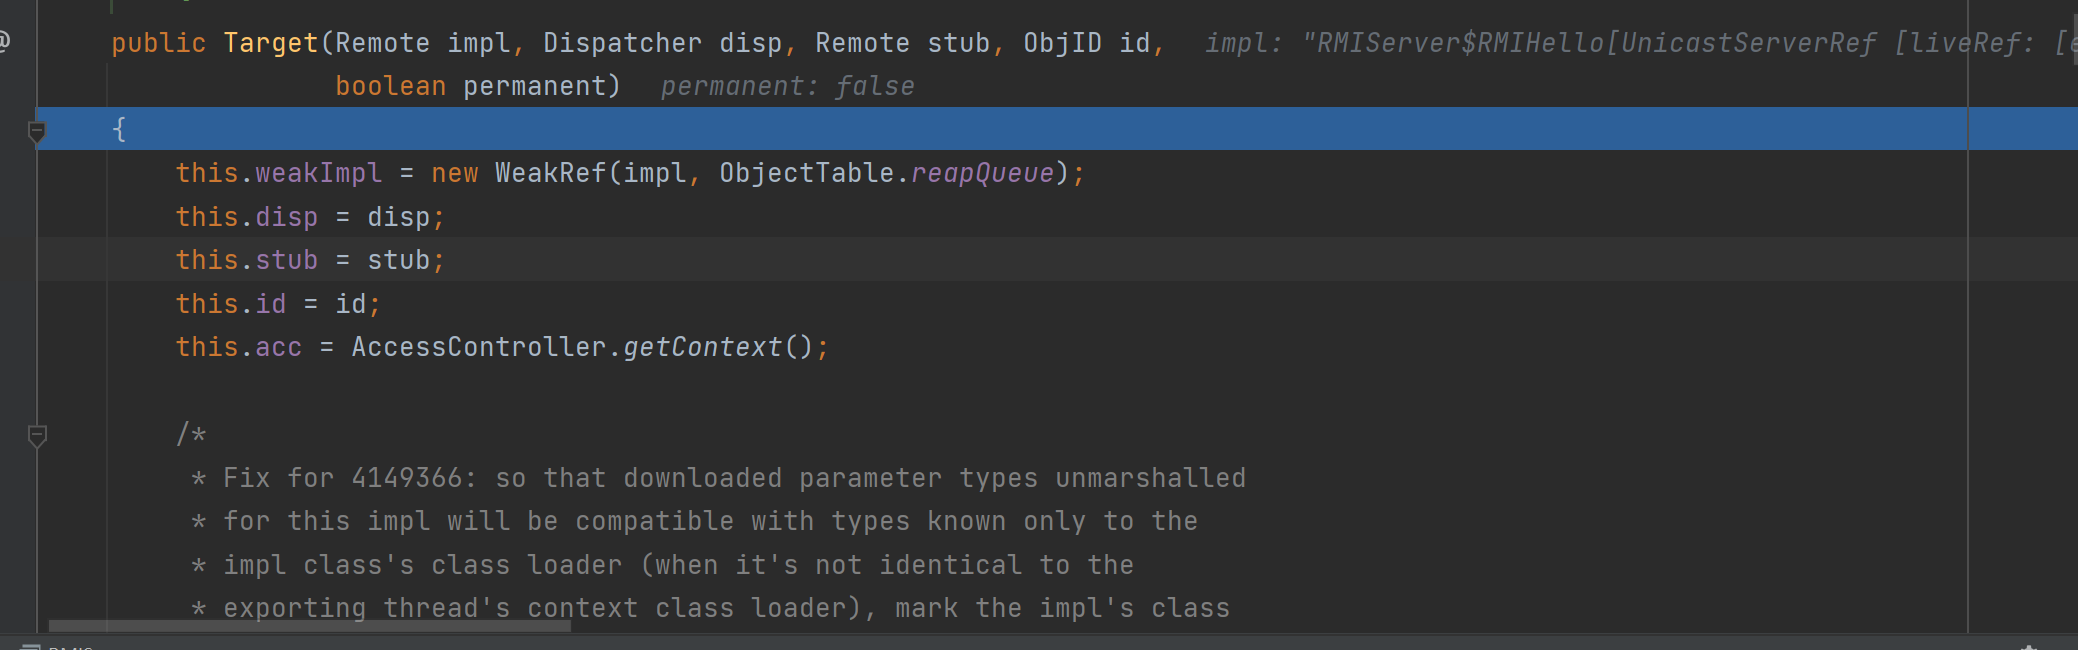 @ public Target(Remote impl, Dispatcher disp, Remote stub, ObjID id,   impl: "RMIServer$RMIHello[UnicastServerRef [liveRef: [
boolean permanent)   permanent: false
{
this.weakImpl = new WeakRef(impl, ObjectTable.reapQueue);
this.disp = disp;
this.stub = stub;
this.id = id;
this.acc = AccessController.getContext();
/*
* Fix for 4149366: so that downloaded parameter types unmarshalled
* for this impl will be compatible with types known only to the
* impl class's class loader (when it's not identical to the
* exporting thread's context class loader), mark the impl's class